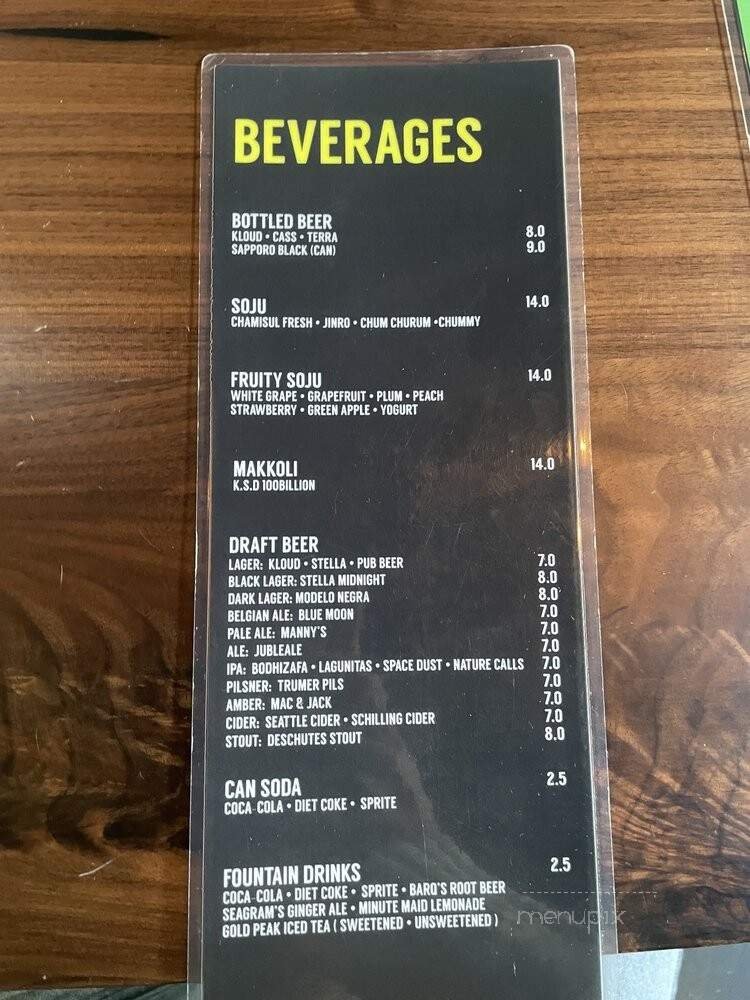 BEVERAGES
BOTTLED BEER
KLOUD • CASS • TERRA 8.0
SAPPORO BLACK (CAN) 9.0
SOJU 14.0
CHAMISUL FRESH • JINRO • CHUM CHURUM •CHUMMY
FRUITY SOJU 14.0
WHITE GRAPE • GRAPEFRUIT • PLUM • PEACH
STRAWBERRY • GREEN APPLE • YOGURT
MAKKOLI 14.0
K.S.D 100BILLION
DRAFT BEER
LAGER: KLOUD • STELLA • PUB BEER 7.0
BLACK LAGER: STELLA MIDNIGHT 8.0
DARK LAGER: MODELO NEGRA 8.0
BELGIAN ALE: BLUE MOON 7.0
PALE ALE: MANNY'S 7.0
ALE: JUBLEALE 7.0
IPA: BODHIZAFA • LAGUNITAS • SPACE DUST • NATURE CALLS 7.0
PILSNER: TRUMER PILS 7.0
AMBER: MAC & JACK 7.0
CIDER: SEATTLE CIDER • SCHILLING CIDER 7.0
STOUT: DESCHUTES STOUT 8.0
CAN SODA 2.5
COCA-COLA • DIET COKE • SPRITE
FOUNTAIN DRINKS 2.5
COCA-COLA • DIET COKE • SPRITE • BARQ'S ROOT BEER
SEAGRAM'S GINGER ALE • MINUTE MAID LEMONADE
GOLD PEAK ICED TEA ( SWEETENED • UNSWEETENED )
menupix